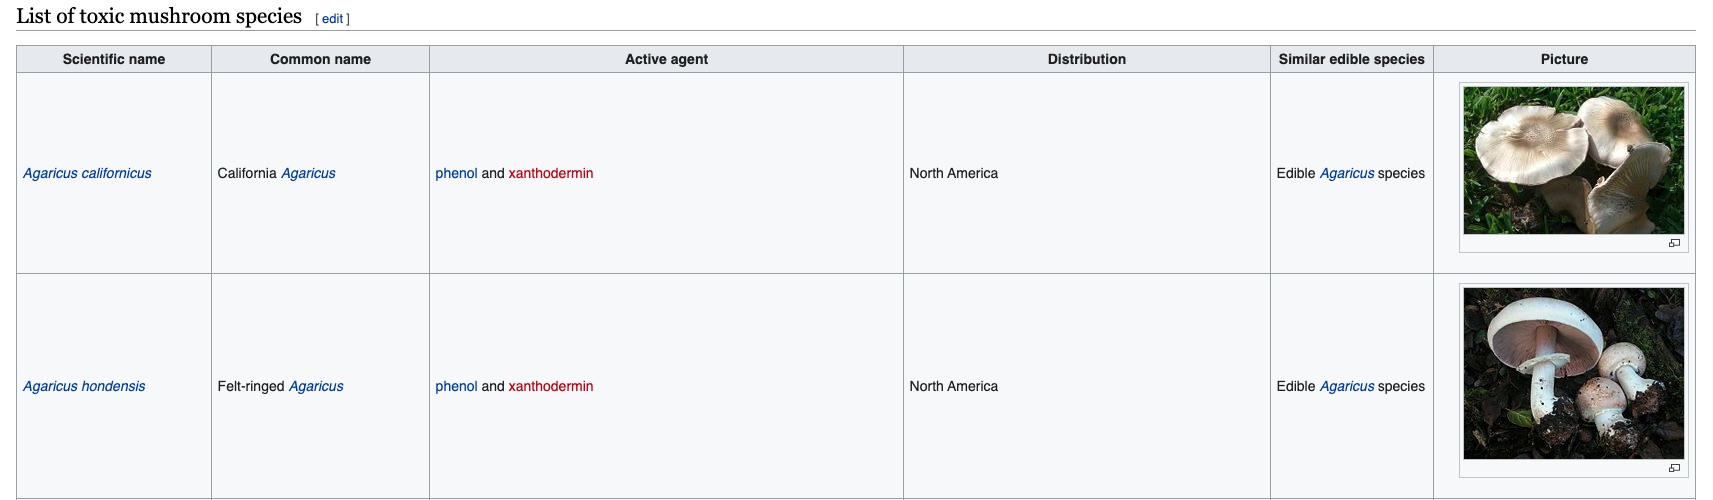 List of toxic mushroom species [ edit ]
Scientific name Common name Active agent Distribution Similar edible species Picture
Agaricus californicus California Agaricus phenol and xanthodermin North America Edible Agaricus species
Agaricus hondensis Felt-ringed Agaricus phenol and xanthodermin North America Edible Agaricus species